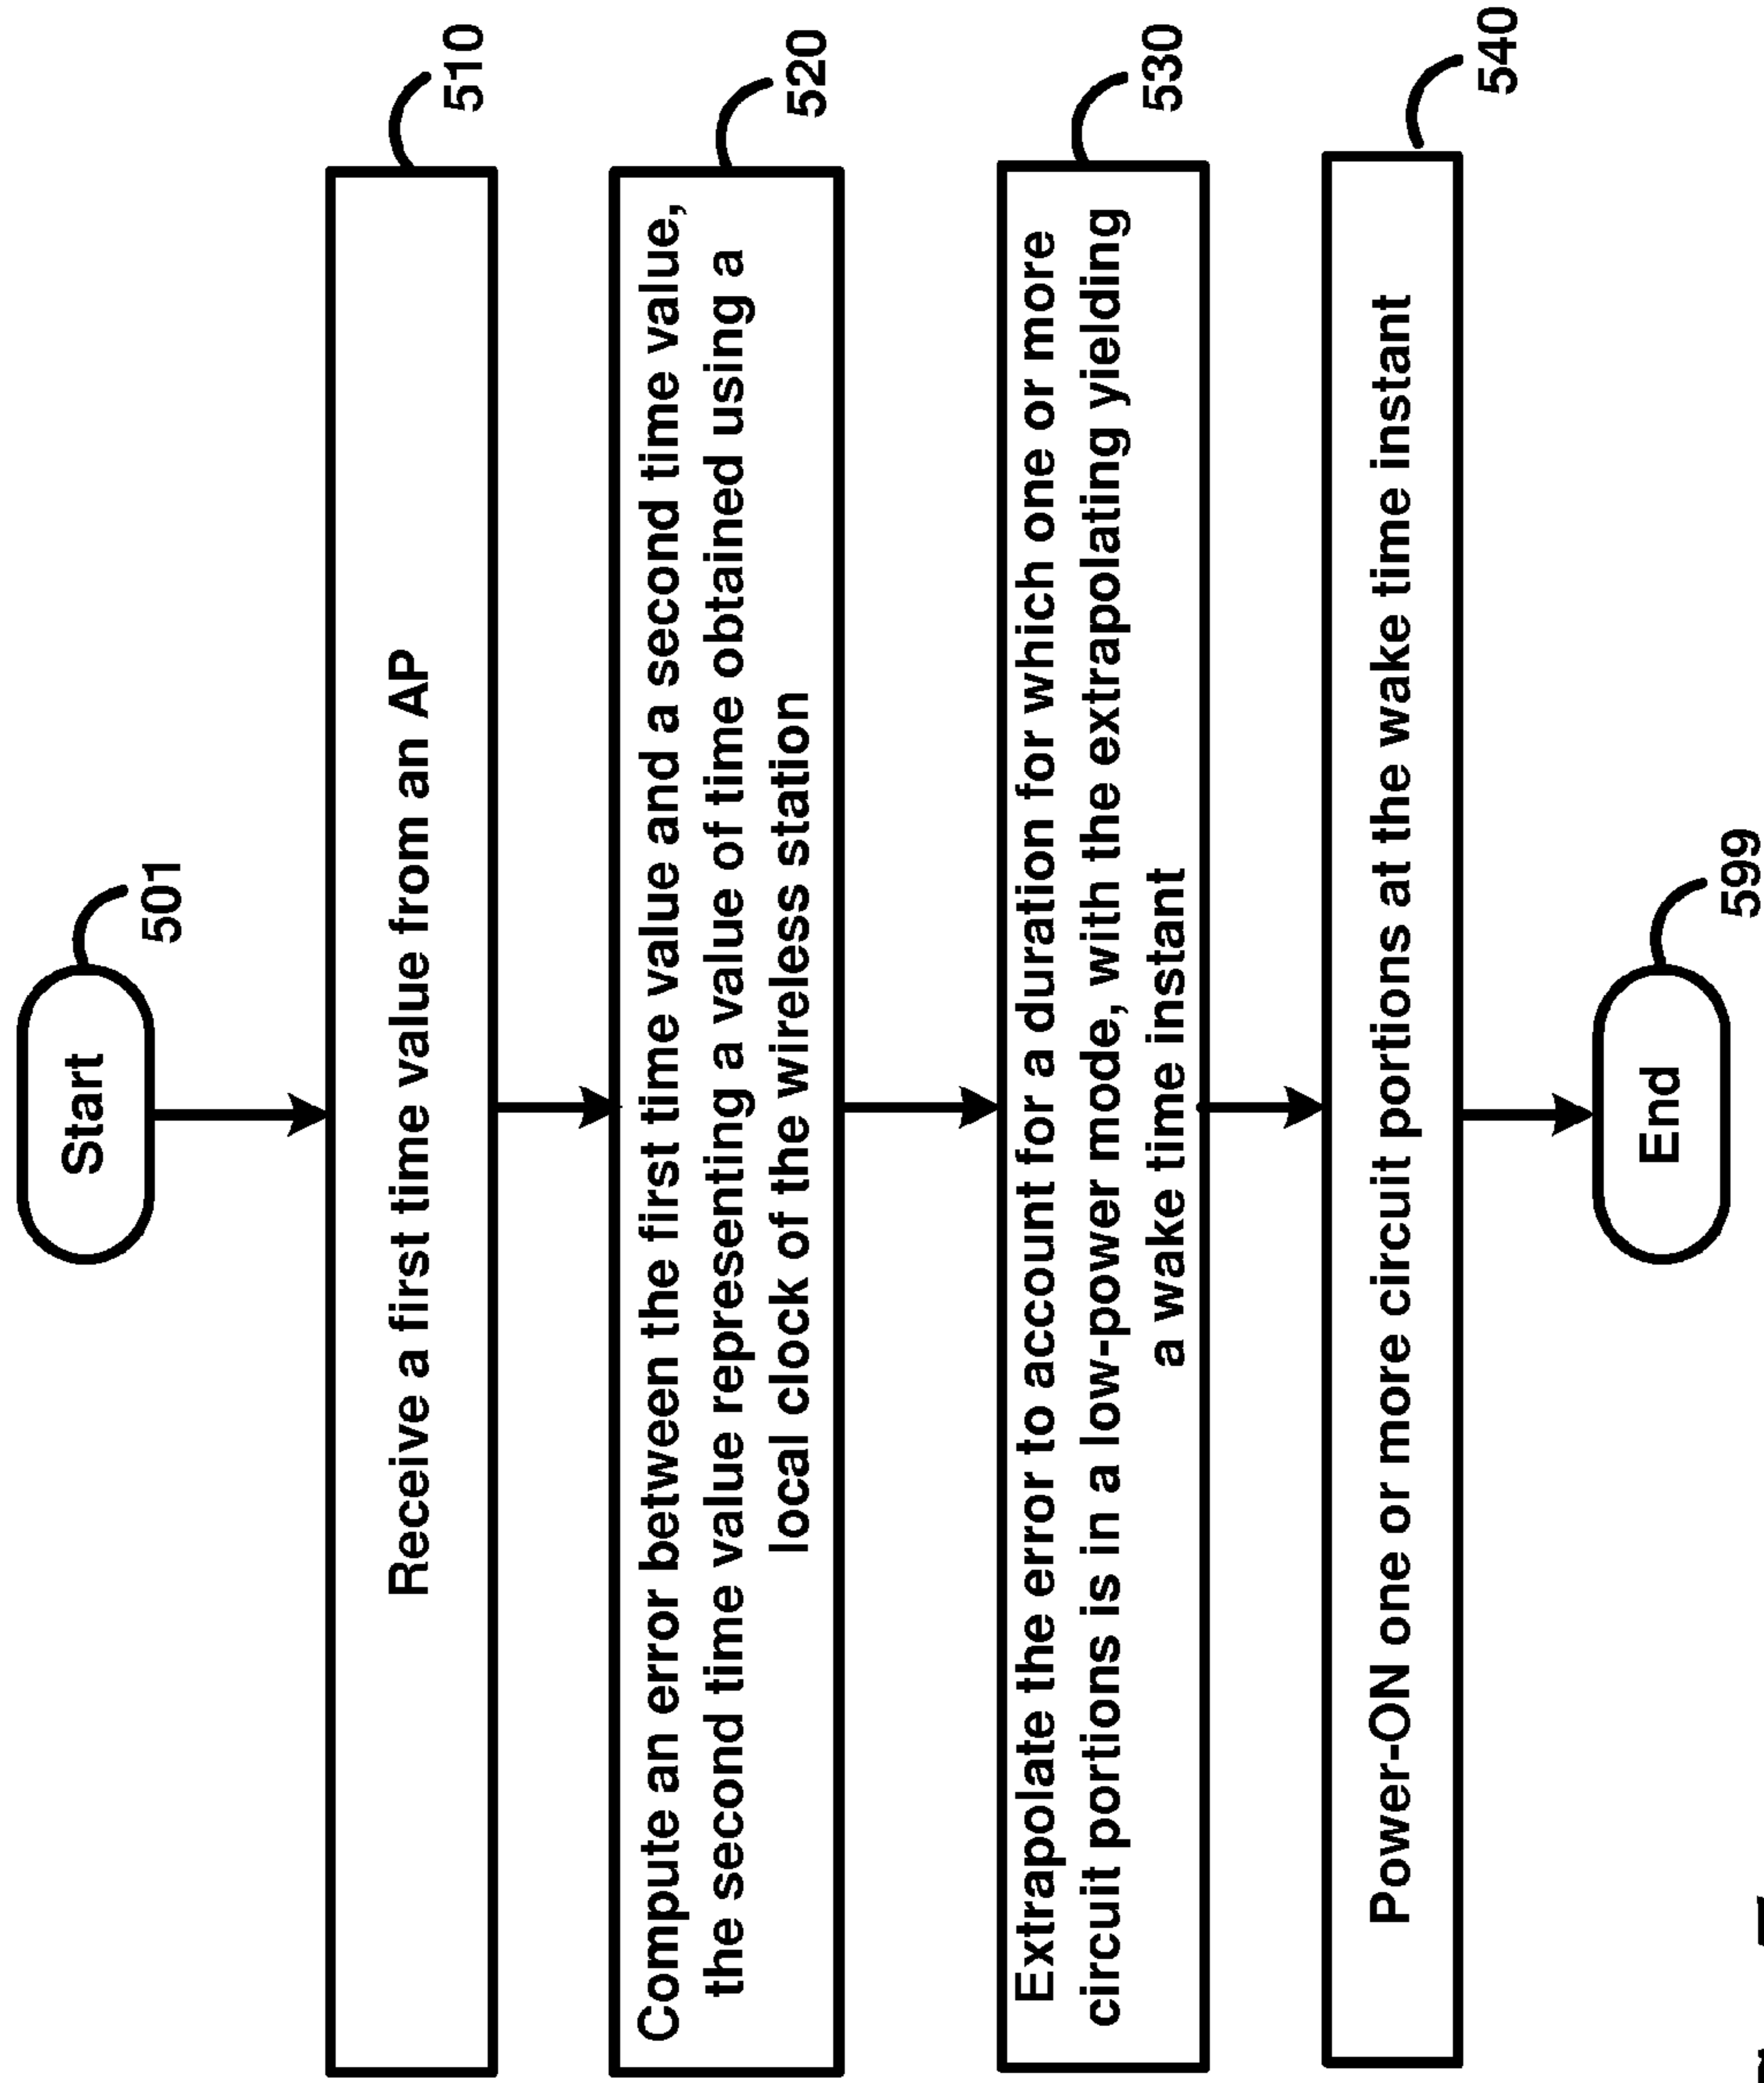 Start
501
Receive a first time value from an AP
510
Compute an error between the first time value and a second time value,
the second time value representing a value of time obtained using a
local clock of the wireless station
520
Extrapolate the error to account for a duration for which one or more
circuit portions is in a low-power mode, with the extrapolating yielding
a wake time instant
530
Power-ON one or more circuit portions at the wake time instant
540
End
599